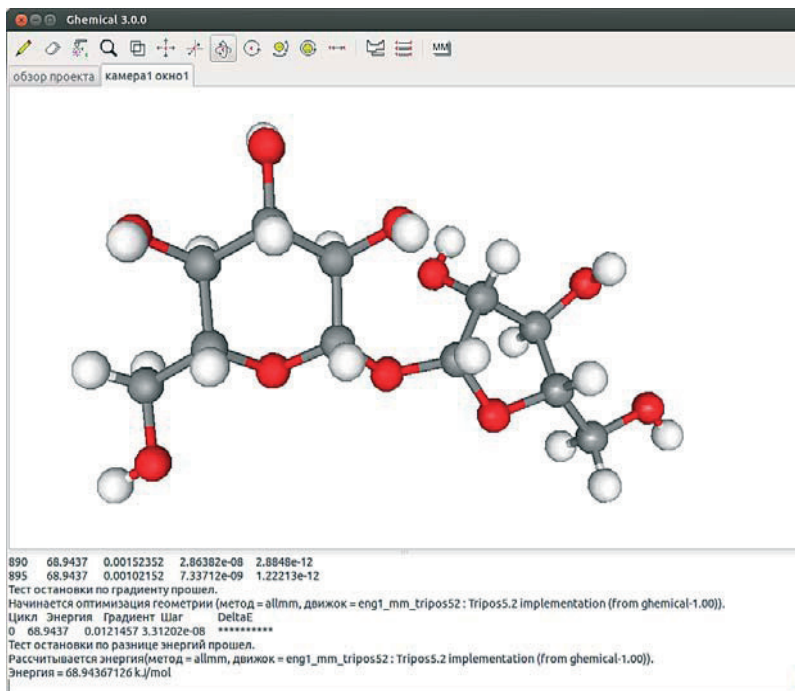 Ghemical 3.0.0
MM
обзор проекта камера1 окно1
890 68.9437 0.00152352 2.86382e-08 2.8848e-12
895 68.9437 0.00102152 7.33712e-09 1.22213e-12
Тест остановки по градиенту прошел.
Начинается оптимизация геометрии (метод = allmm, движок = eng1_mm_tripos52 : Tripos5.2 implementation (from ghemical-1.00)).
Цикл Энергия Градиент Шаг DeltaE
0 68.9437 0.0121457 3.31202e-08 **********
Тест остановки по разнице энергий прошел.
Рассчитывается энергия(метод = allmm, движок = eng1_mm_tripos52 : Tripos5.2 implementation (from ghemical-1.00)).
Энергия = 68.94367126 kJ/mol